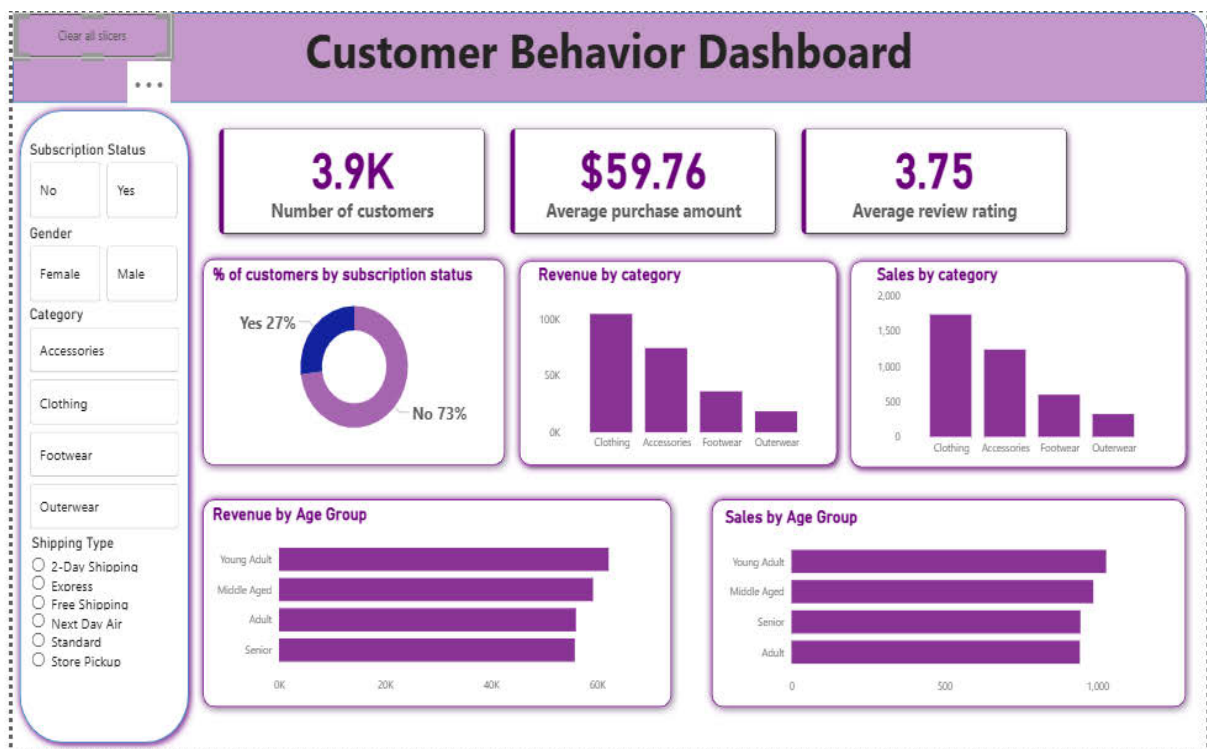 Clear all slicers
Customer Behavior Dashboard
Subscription Status
No
Yes
Gender
Female
Male
Category
Accessories
Clothing
Footwear
Outerwear
Shipping Type
2-Day Shipping
Express
Free Shipping
Next Day Air
Standard
Store Pickup
3.9K
Number of customers
$59.76
Average purchase amount
3.75
Average review rating
% of customers by subscription status
Yes 27%
No 73%
Revenue by category
100K
50K
0K
Clothing Accessories Footwear Outerwear
Sales by category
2,000
1,500
1,000
500
0
Clothing Accessories Footwear Outerwear
Revenue by Age Group
Young Adult
Middle Aged
Adult
Senior
0K 20K 40K 60K
Sales by Age Group
Young Adult
Middle Aged
Senior
Adult
0 500 1,000